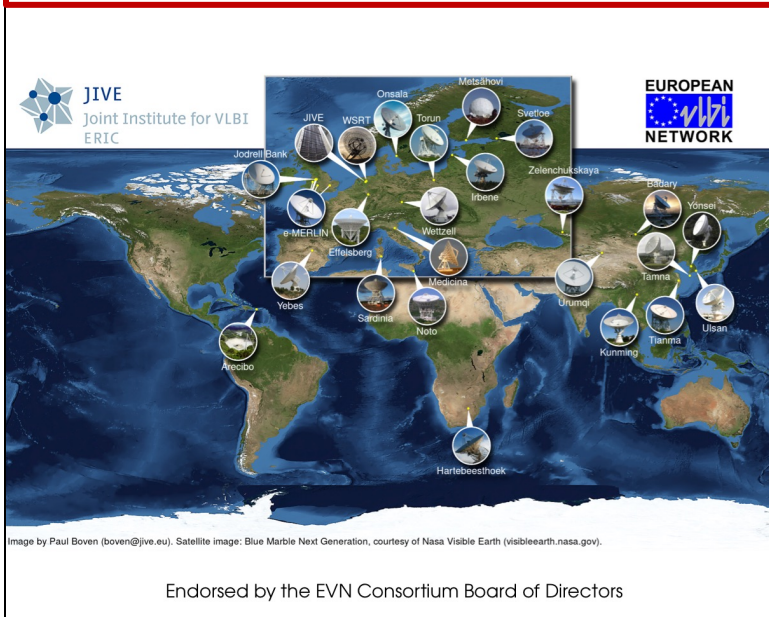 JIVE
Joint Institute for VLBI
ERIC
EUROPEAN
vlbi
NETWORK
Metsähovi
Onsala
Svetloe
JIVE
WSRT
Torun
Jodrell Bank
Zelenchukskaya
Irbene
Badary
Yonsei
e-MERLIN
Wettzell
Effelsberg
Tamna
Medicina
Urumqi
Yebes
Sardinia
Noto
Ulsan
Tianma
Kunming
Arecibo
Hartebeesthoek
Image by Paul Boven (boven@jive.eu). Satellite image: Blue Marble Next Generation, courtesy of Nasa Visible Earth (visibleearth.nasa.gov).
Endorsed by the EVN Consortium Board of Directors